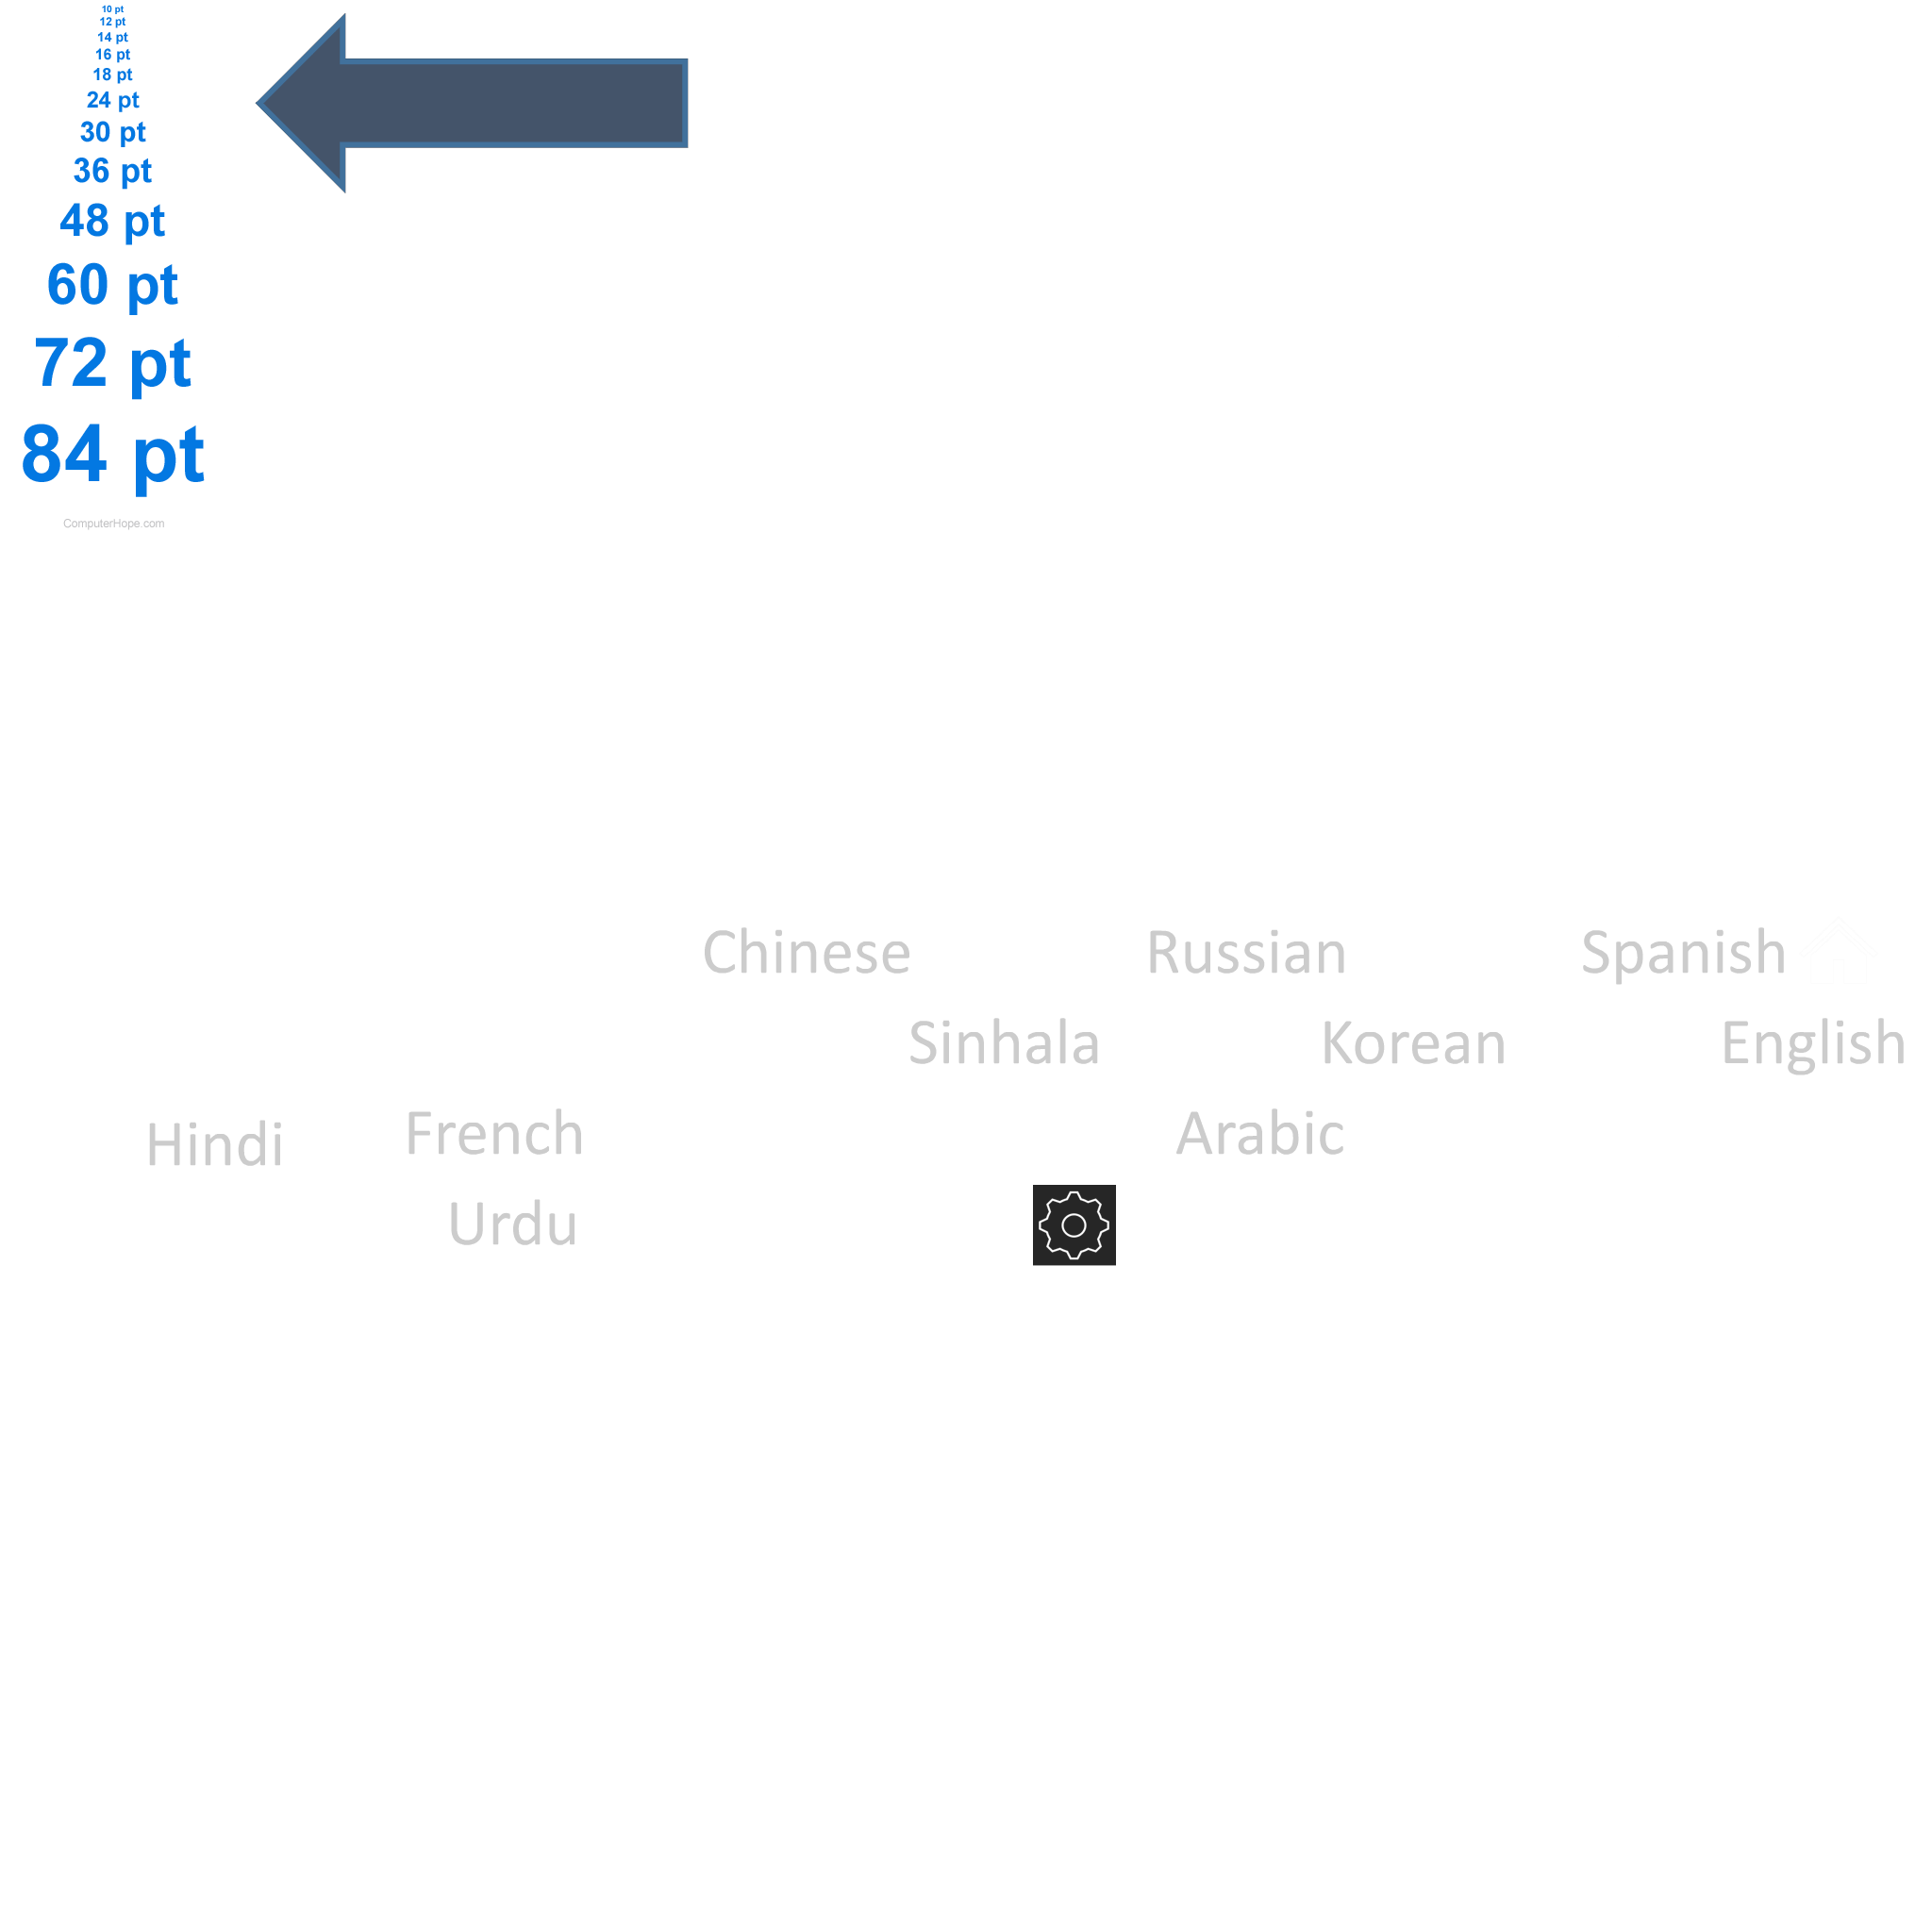 10 pt
12 pt
14 pt
16 pt
18 pt
24 pt
30 pt
36 pt
48 pt
60 pt
72 pt
84 pt
ComputerHope.com
Chinese Russian Spanish
Sinhala Korean English
Hindi French Arabic
Urdu